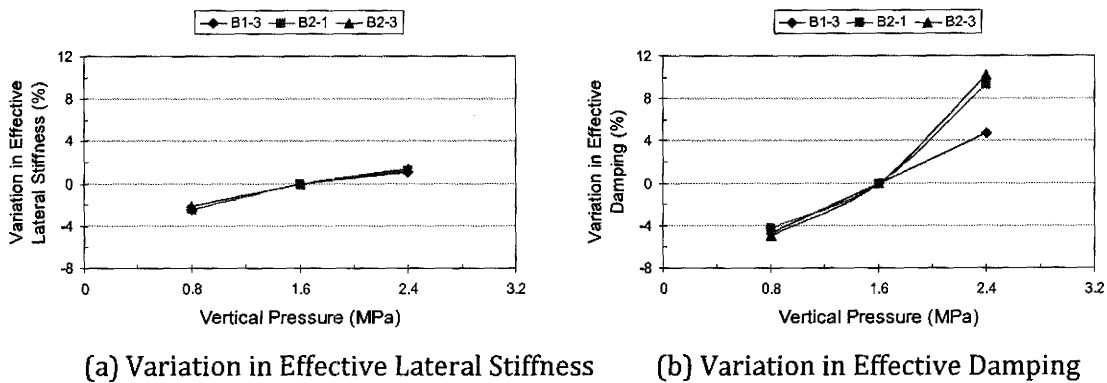 B1-3 B2-1 B2-3
Variation in Effective
Lateral Stiffness (%)
12
8
4
0
-4
-8
0 0.8 1.6 2.4 3.2
Vertical Pressure (MPa)
(a) Variation in Effective Lateral Stiffness
B1-3 B2-1 B2-3
Variation in Effective
Damping (%)
12
8
4
0
-4
-8
0 0.8 1.6 2.4 3.2
Vertical Pressure (MPa)
(b) Variation in Effective Damping